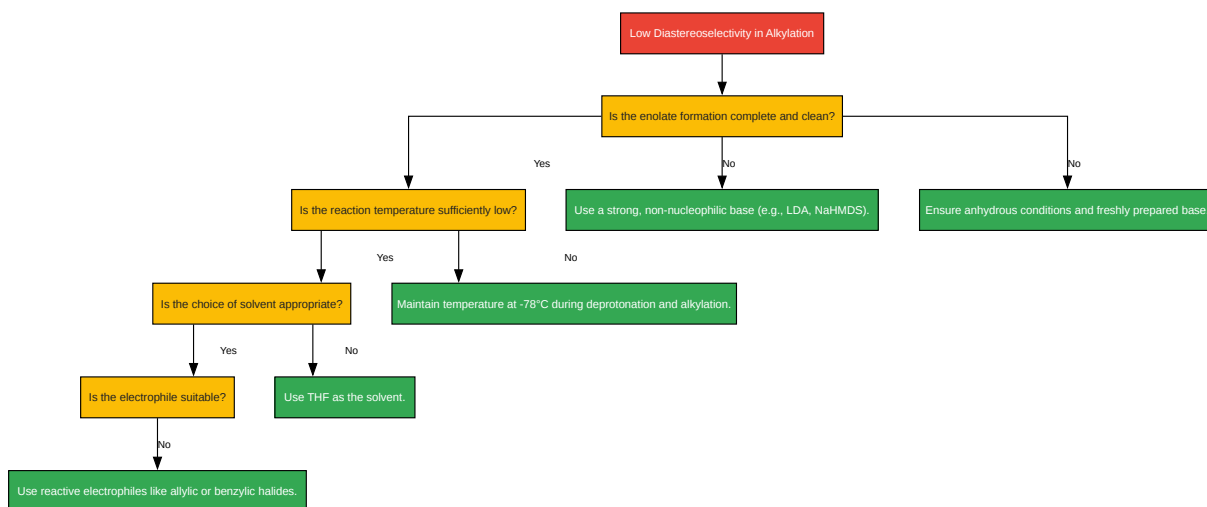 Low Diastereoselectivity in Alkylation
Is the enolate formation complete and clean?
Yes
No
No
Is the reaction temperature sufficiently low?
Use a strong, non-nucleophilic base (e.g., LDA, NaHMDS).
Ensure anhydrous conditions and freshly prepared base
Yes
No
Is the choice of solvent appropriate?
Maintain temperature at -78°C during deprotonation and alkylation.
Yes
No
Is the electrophile suitable?
Use THF as the solvent.
No
Use reactive electrophiles like allylic or benzylic halides.